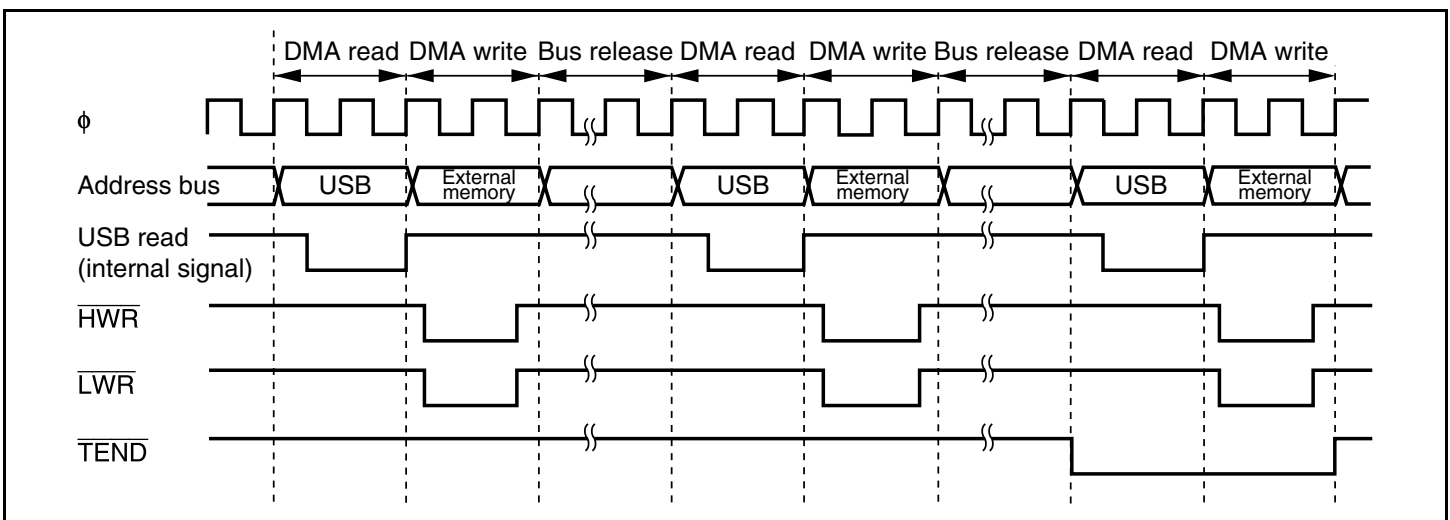 DMA read DMA write Bus release DMA read DMA write Bus release DMA read DMA write
ϕ
Address bus USB External memory USB External memory USB External memory
USB read
(internal signal)
HWR
LWR
TEND